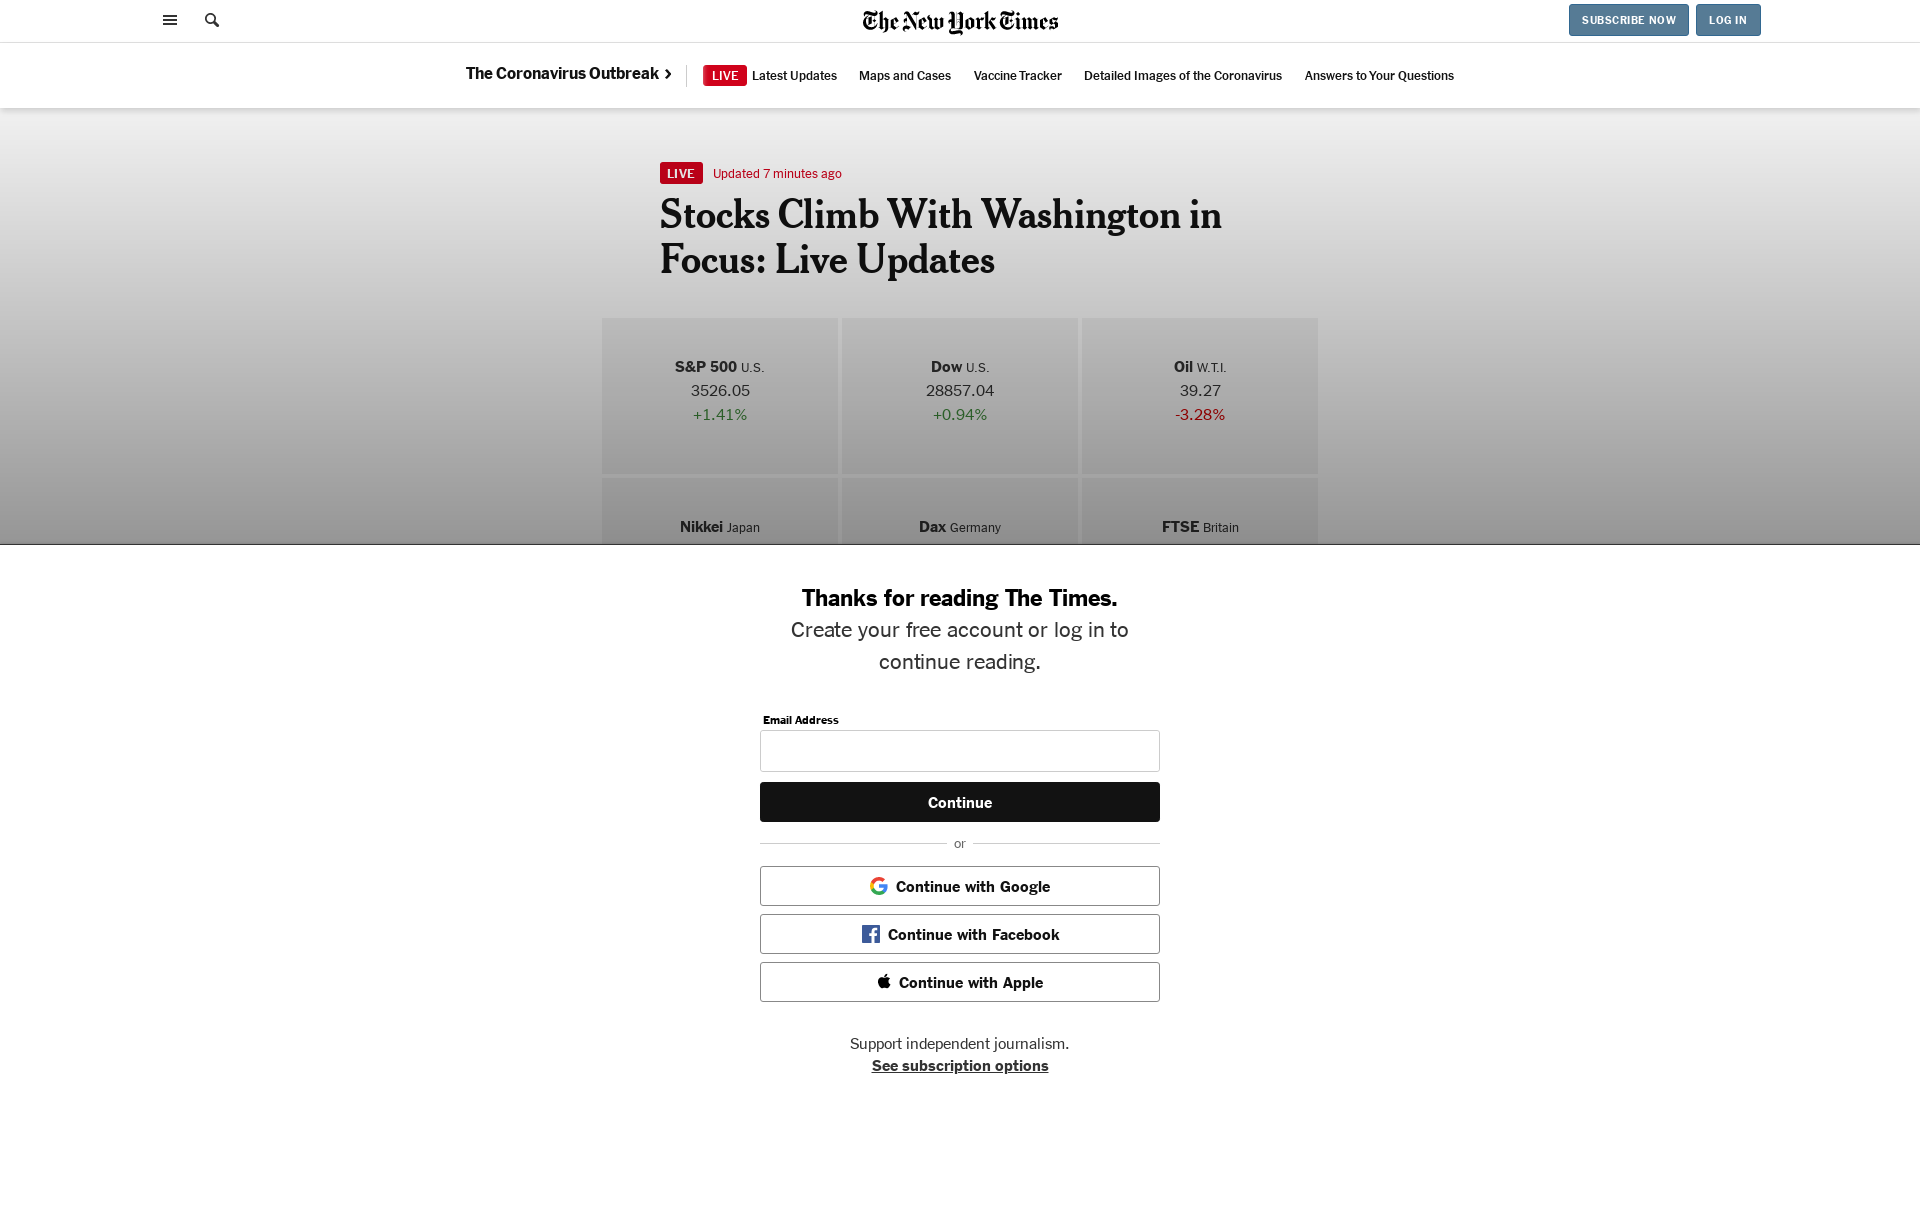 The New York Times
SUBSCRIBE NOW
LOG IN
The Coronavirus Outbreak
LIVE Latest Updates
Maps and Cases
Vaccine Tracker
Detailed Images of the Coronavirus
Answers to Your Questions
LIVE Updated 7 minutes ago
Stocks Climb With Washington in
Focus: Live Updates
S&P 500 U.S.
3526.05
+1.41%
Dow U.S.
28857.04
+0.94%
Oil W.T.I.
39.27
-3.28%
Nikkei Japan
Dax Germany
FTSE Britain
Thanks for reading The Times.
Create your free account or log in to
continue reading.
Email Address
Continue
or
Continue with Google
Continue with Facebook
Continue with Apple
Support independent journalism.
See subscription options